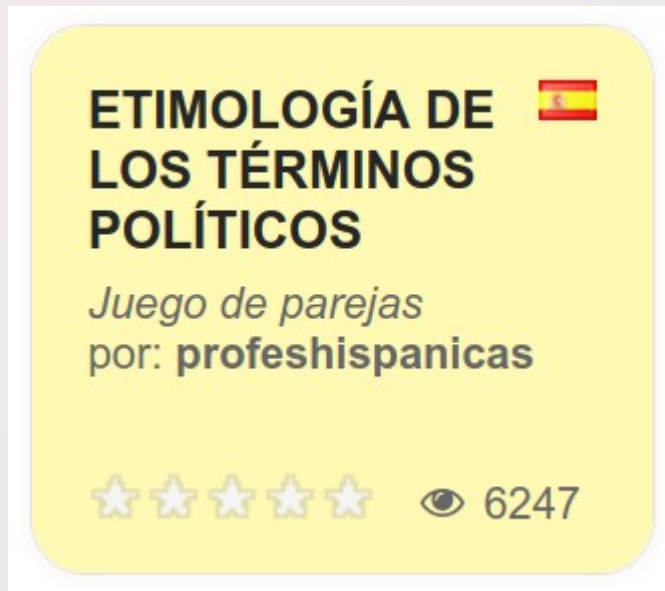 ETIMOLOGÍA DE
LOS TÉRMINOS
POLÍTICOS
Juego de parejas
por: profeshispanicas
6247